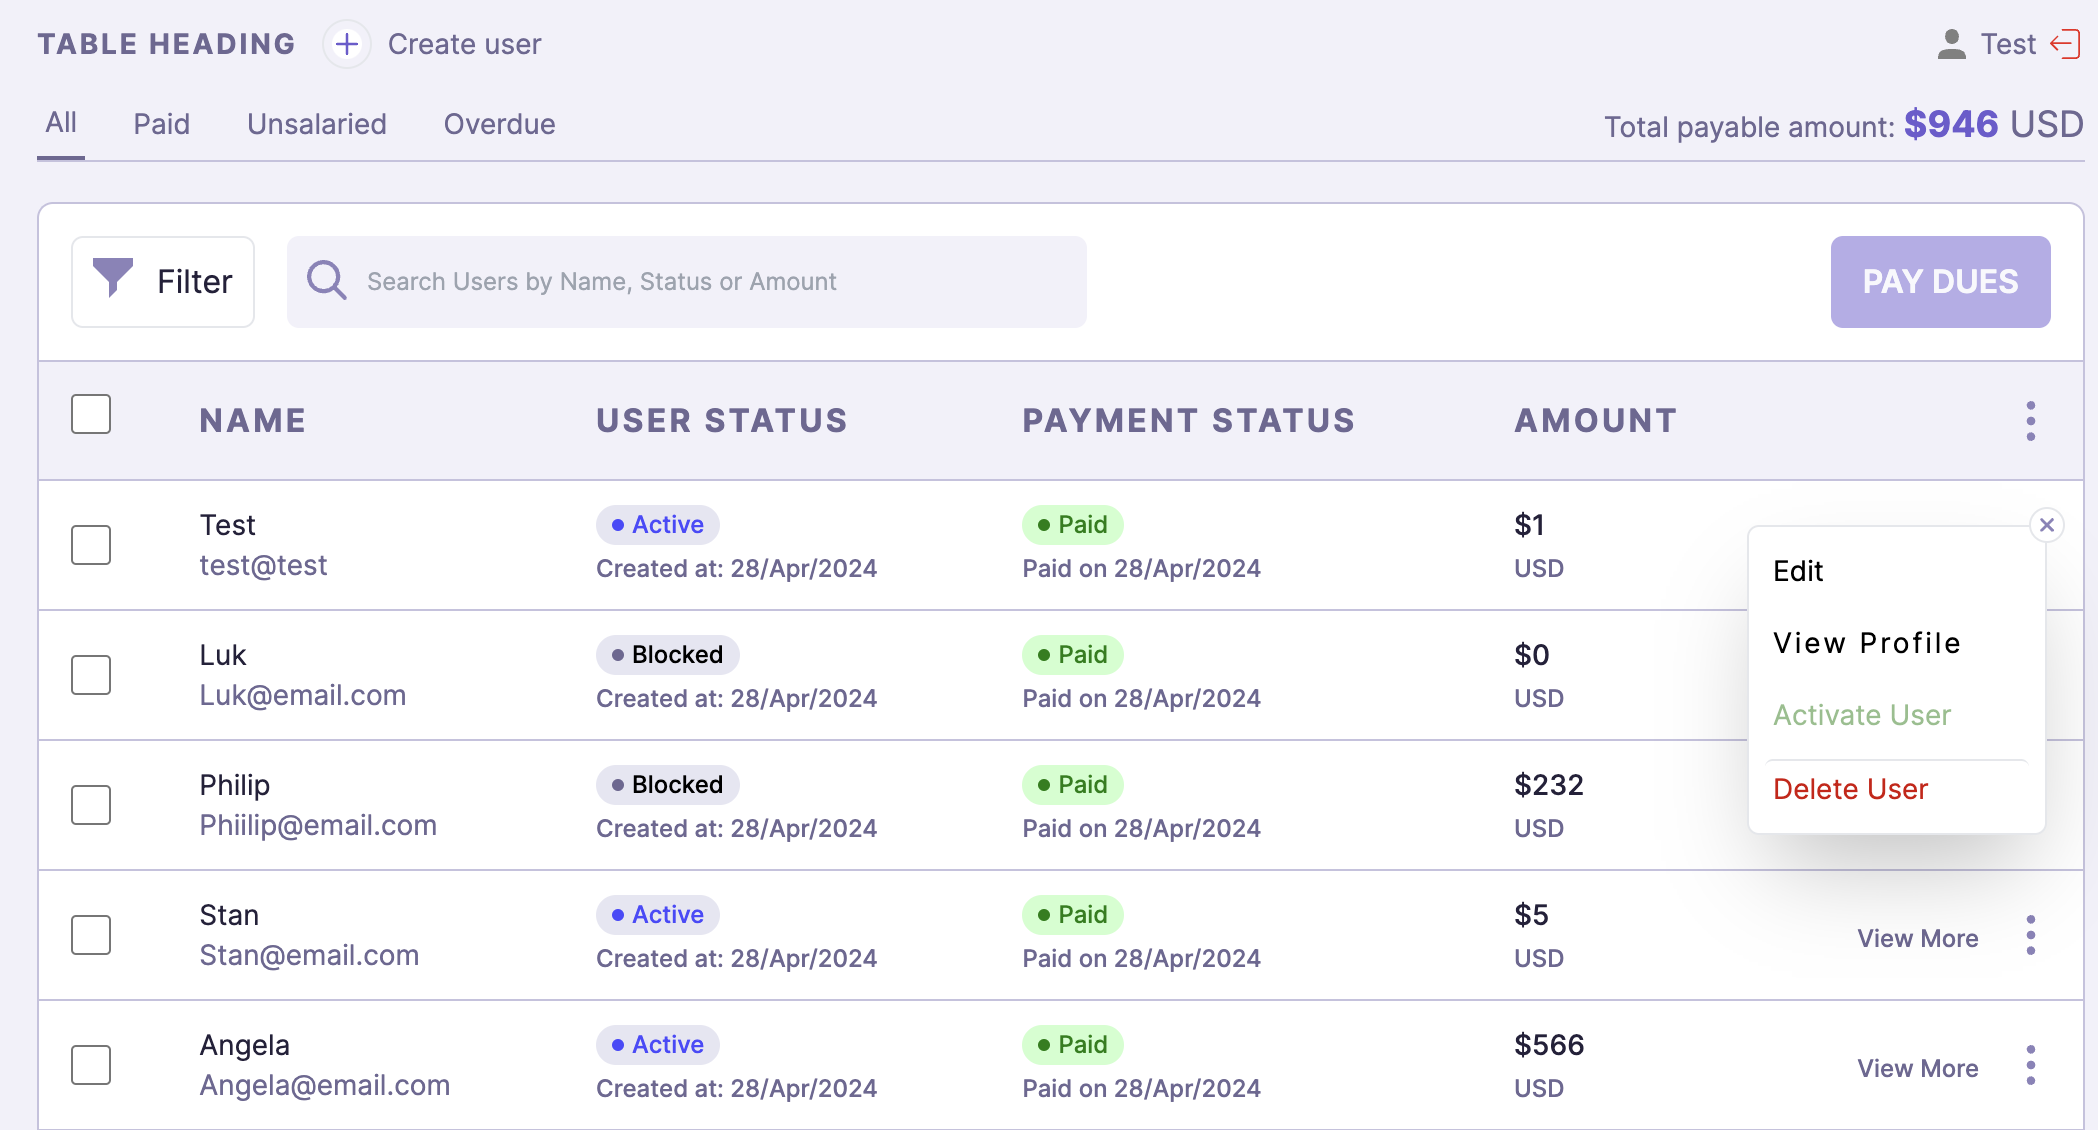 TABLE HEADING Create user Test
All Paid Unsalaried Overdue Total payable amount: $946 USD
Filter Search Users by Name, Status or Amount PAY DUES
NAME USER STATUS PAYMENT STATUS AMOUNT
Test Active Paid $1
test@test Created at: 28/Apr/2024 Paid on 28/Apr/2024 USD
Edit
View Profile
Activate User
Delete User
Luk Blocked Paid $0
Luk@email.com Created at: 28/Apr/2024 Paid on 28/Apr/2024 USD
Philip Blocked Paid $232
Phiilip@email.com Created at: 28/Apr/2024 Paid on 28/Apr/2024 USD
Stan Active Paid $5
Stan@email.com Created at: 28/Apr/2024 Paid on 28/Apr/2024 USD View More
Angela Active Paid $566
Angela@email.com Created at: 28/Apr/2024 Paid on 28/Apr/2024 USD View More